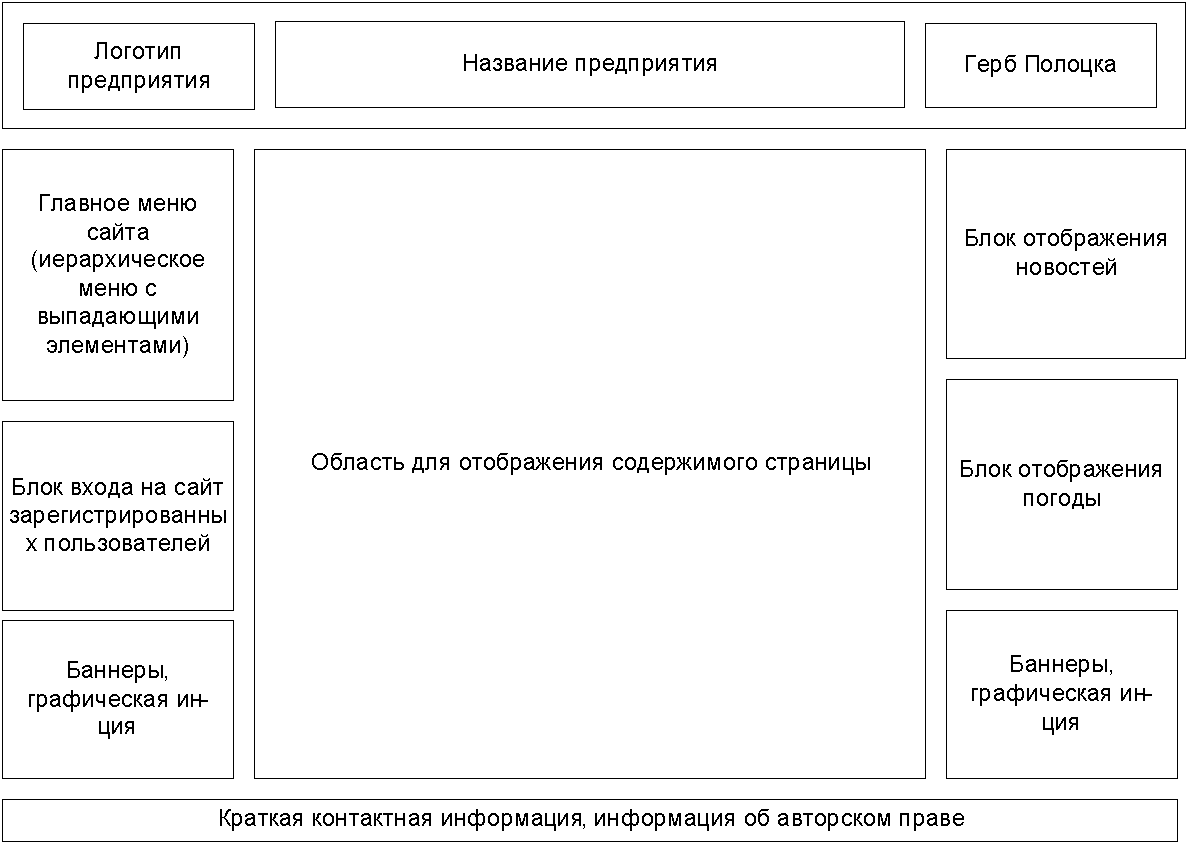 Логотип
предприятия
Название предприятия
Герб Полоцка
Главное меню
сайта
(иерархическое
меню с
выпадающими
элементами)
Блок входа на сайт
зарегистрированны
х пользователей
Баннеры,
графическая ин-
ция
Область для отображения содержимого страницы
Блок отображения
новостей
Блок отображения
погоды
Баннеры,
графическая ин-
ция
Краткая контактная информация, информация об авторском праве